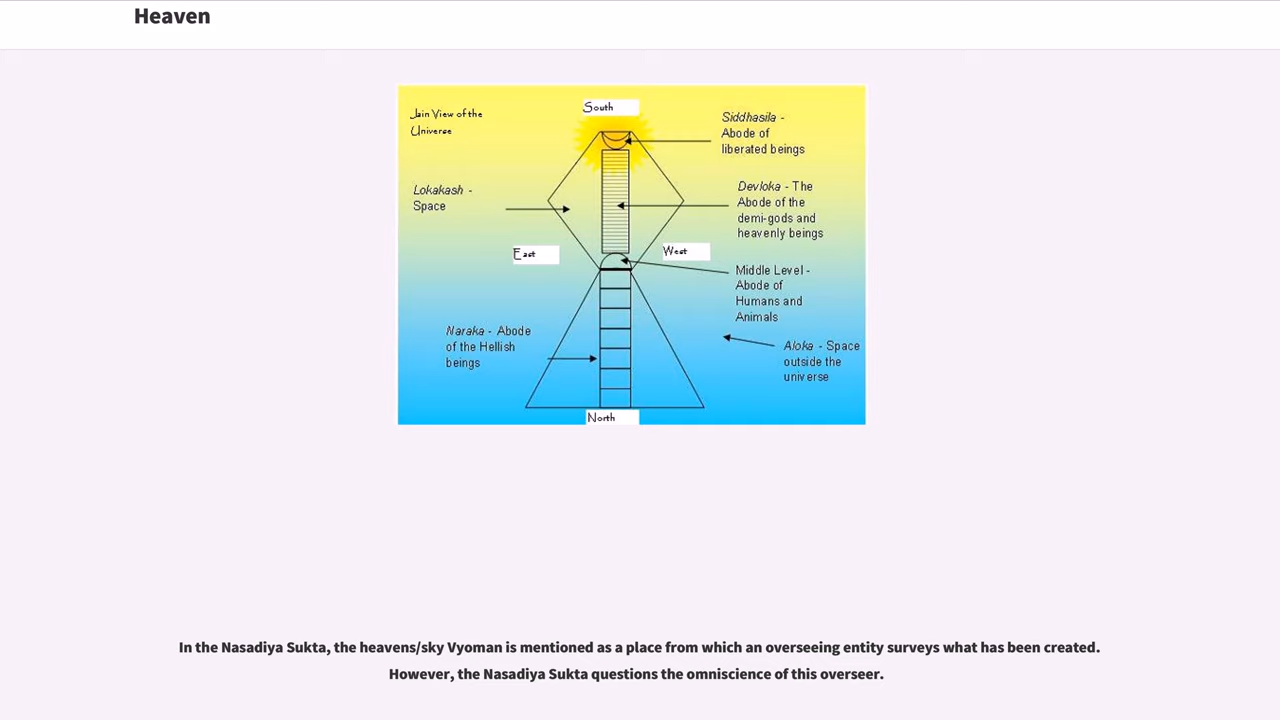 Heaven
Jain View of the
Universe
South
Siddhasila -
Abode of
liberated beings
Lokakash -
Space
Devloka - The
Abode of the
demi-gods and
heavenly beings
East
West
Middle Level -
Abode of
Humans and
Animals
Naraka - Abode
of the Hellish
beings
Aloka - Space
outside the
universe
North
In the Nasadiya Sukta, the heavens/sky Vyoman is mentioned as a place from which an overseeing entity surveys what has been created.
However, the Nasadiya Sukta questions the omniscience of this overseer.